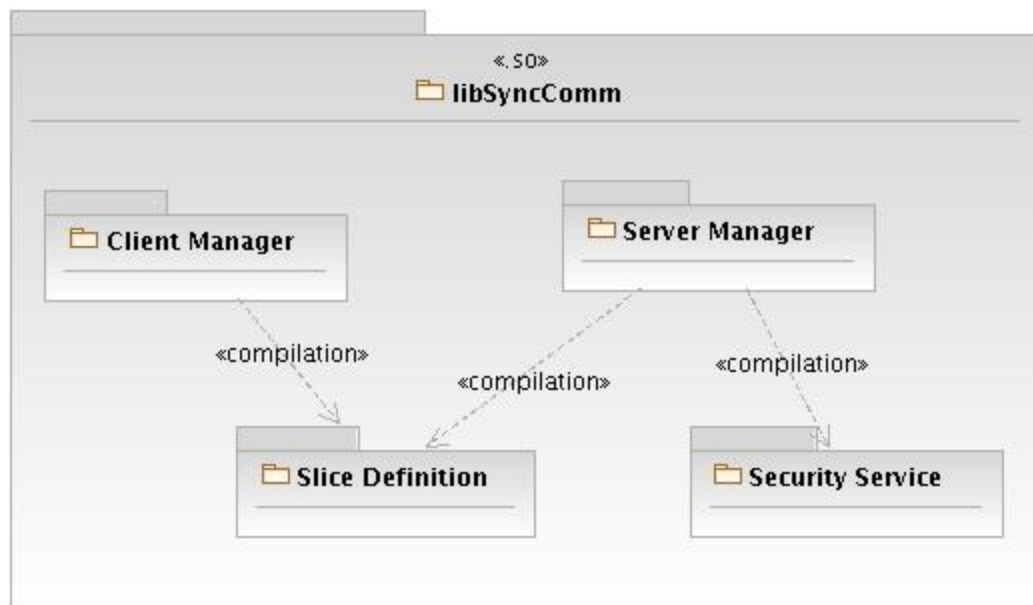 «.so»
libSyncComm
Client Manager
Server Manager
«compilation»
«compilation»
«compilation»
Slice Definition
Security Service